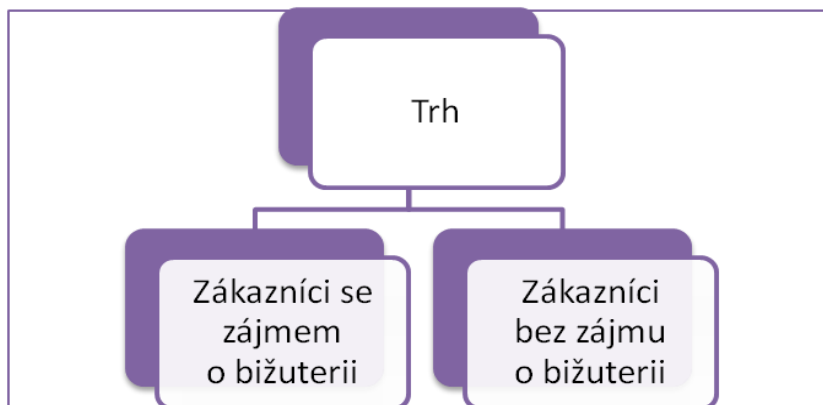 Trh
Zákazníci se
zájmem
o bižuterii
Zákazníci
bez zájmu
o bižuterii